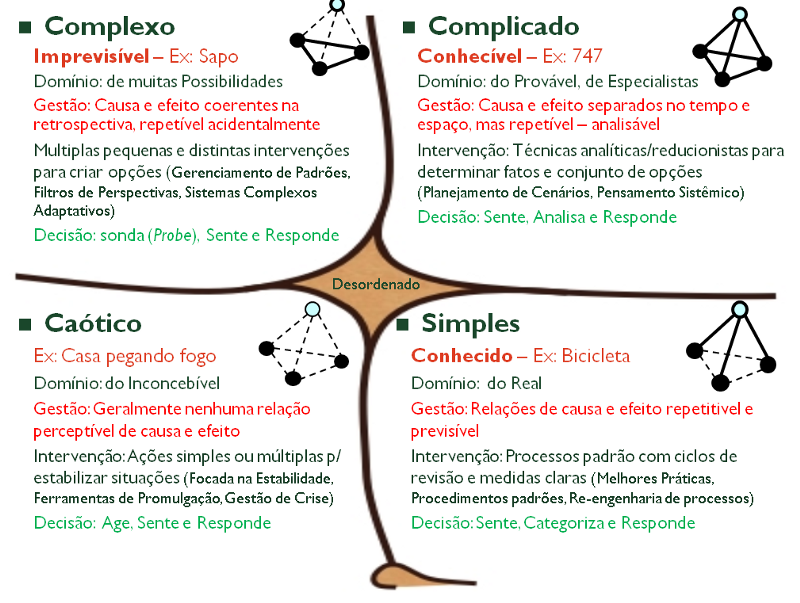 ■ Complexo
Imprevisível – Ex: Sapo
Domínio: de muitas Possibilidades
Gestão: Causa e efeito coerentes na
retrospectiva, repetível acidentalmente
Multiplas pequenas e distintas intervenções
para criar opções (Gerenciamento de Padrões,
Filtros de Perspectivas, Sistemas Complexos
Adaptativos)
Decisão: sonda (Probe), Sente e Responde
■ Complicado
Conhecível – Ex: 747
Domínio: do Provável, de Especialistas
Gestão: Causa e efeito separados no tempo e
espaço, mas repetível – analisável
Intervenção: Técnicas analíticas/reducionistas para
determinar fatos e conjunto de opções
(Planejamento de Cenários, Pensamento Sistêmico)
Decisão: Sente, Analisa e Responde
Desordenado
■ Caótico
Ex: Casa pegando fogo
Domínio: do Inconcebível
Gestão: Geralmente nenhuma relação
perceptível de causa e efeito
Intervenção: Ações simples ou múltiplas p/
estabilizar situações (Focada na Estabilidade,
Ferramentas de Promulgação, Gestão de Crise)
Decisão: Age, Sente e Responde
■ Simples
Conhecido – Ex: Bicicleta
Domínio: do Real
Gestão: Relações de causa e efeito repetitivel e
previsível
Intervenção: Processos padrão com ciclos de
revisão e medidas claras (Melhores Práticas,
Procedimentos padrões, Re-engenharia de processos)
Decisão: Sente, Categoriza e Responde